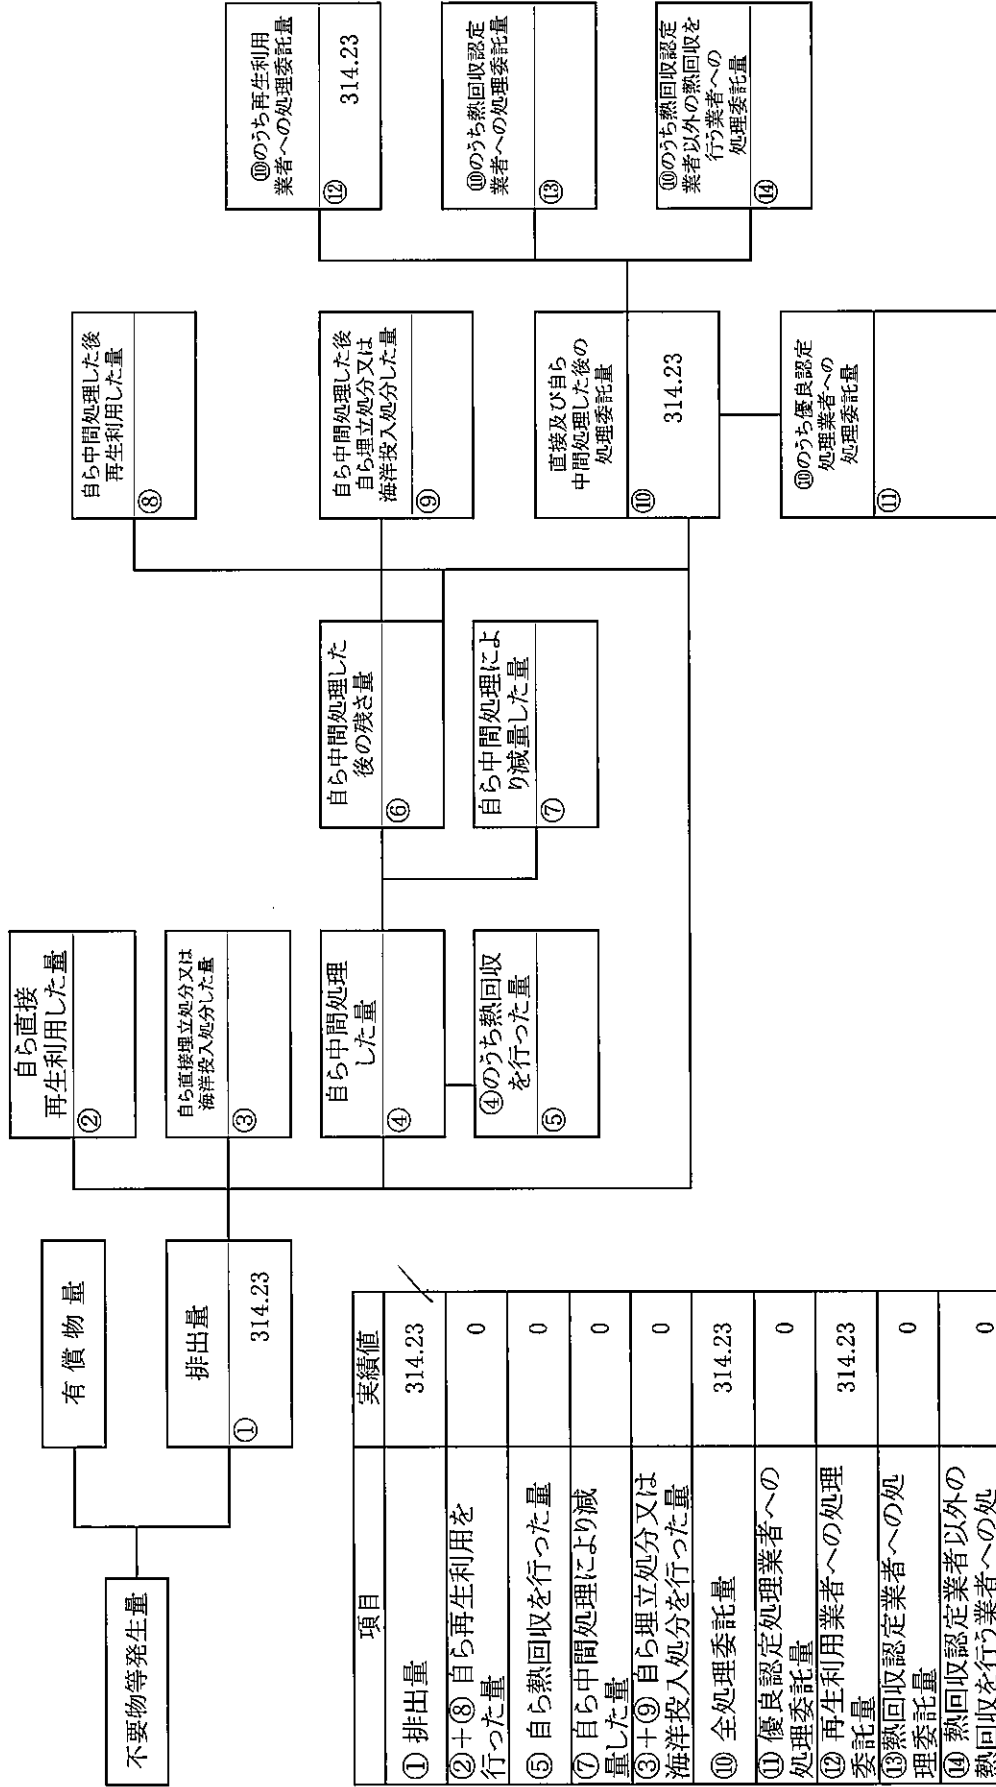 不要物等発生量
有償物量
排出量
①
314.23
自ら直接
再生利用した量
②
自ら直接埋立処分又は
海洋投入処分した量
③
自ら中間処理
した量
④
④のうち熱回収
を行った量
⑤
自ら中間処理した
後の残さ量
⑥
自ら中間処理によ
り減量した量
⑦
自ら中間処理した後
再生利用した量
⑧
自ら中間処理した後
自ら埋立処分又は
海洋投入処分した量
⑨
直接及び自ら
中間処理した後の
処理委託量
⑩
314.23
⑩のうち優良認定
処理業者への
処理委託量
⑪
⑩のうち再生利用
業者への処理委託量
⑫
314.23
⑩のうち熱回収認定
業者への処理委託量
⑬
⑩のうち熱回収認定
業者以外の熱回収を
行う業者への
処理委託量
⑭
項目 実績値
① 排出量 314.23
②＋⑧ 自ら再生利用を
行った量 0
⑤ 自ら熱回収を行った量 0
⑦ 自ら中間処理により減
量した量 0
③＋⑨ 自ら埋立処分又は
海洋投入処分を行った量 0
⑩ 全処理委託量 314.23
⑪ 優良認定処理業者への
処理委託量 0
⑫ 再生利用業者への処理
委託量 314.23
⑬熱回収認定業者への処
理委託量 0
⑭ 熱回収認定業者以外の
熱回収を行う業者への処 0